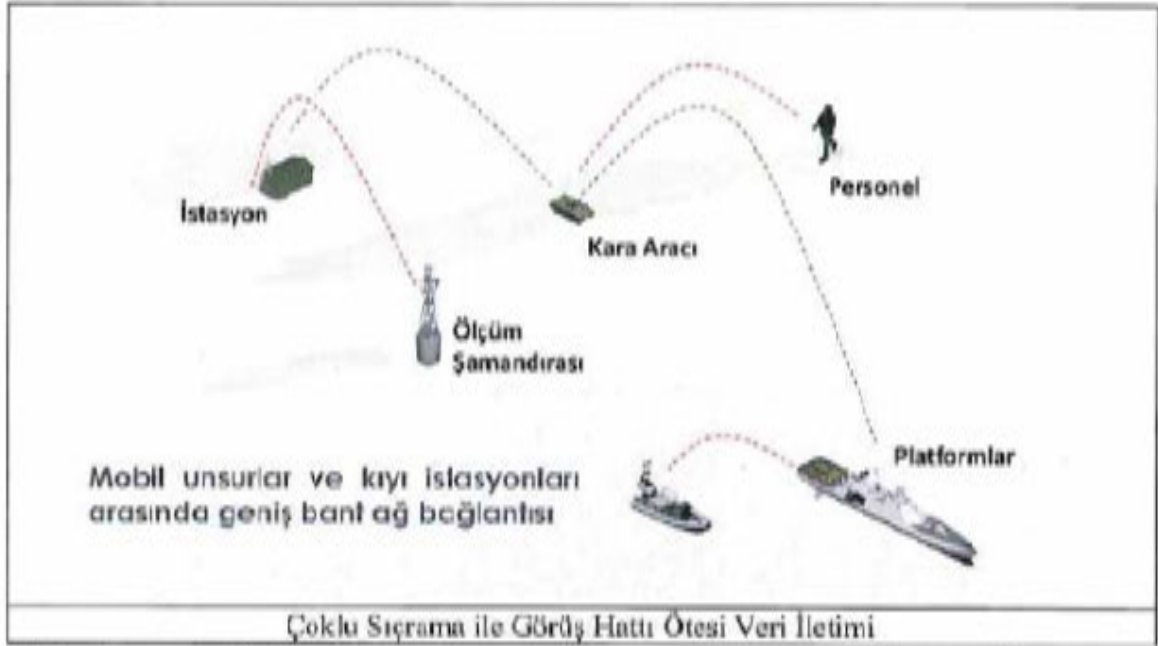 İstasyon
Personel
Kara Aracı
Ölçüm
Şamandırası
Platformlar
Mobil unsurlar ve kıyı islasyonları
arasında geniş bant ağ bağlantısı
Çoklu Sıçrama ile Görüş Hattı Ötesi Veri İletimi